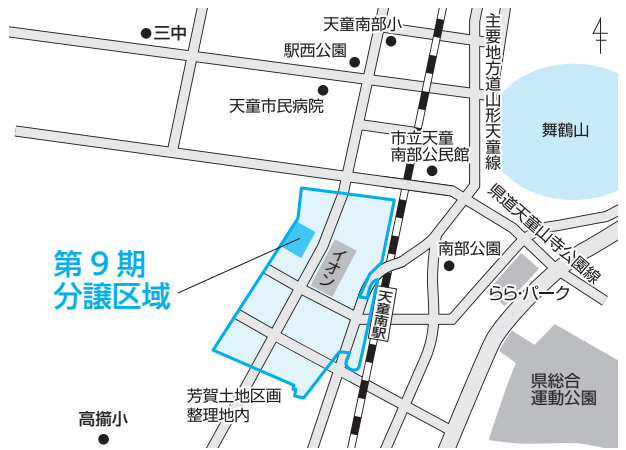 三中
天童南部小
駅西公園
天童市民病院
主要地方道山形天童線
舞鶴山
市立天童
南部公民館
県道天童山寺公園線
第9期
分譲区域
イオン
南部公園
らら・パーク
天童南駅
県総合
運動公園
芳賀土地区画
整理地内
高擶小